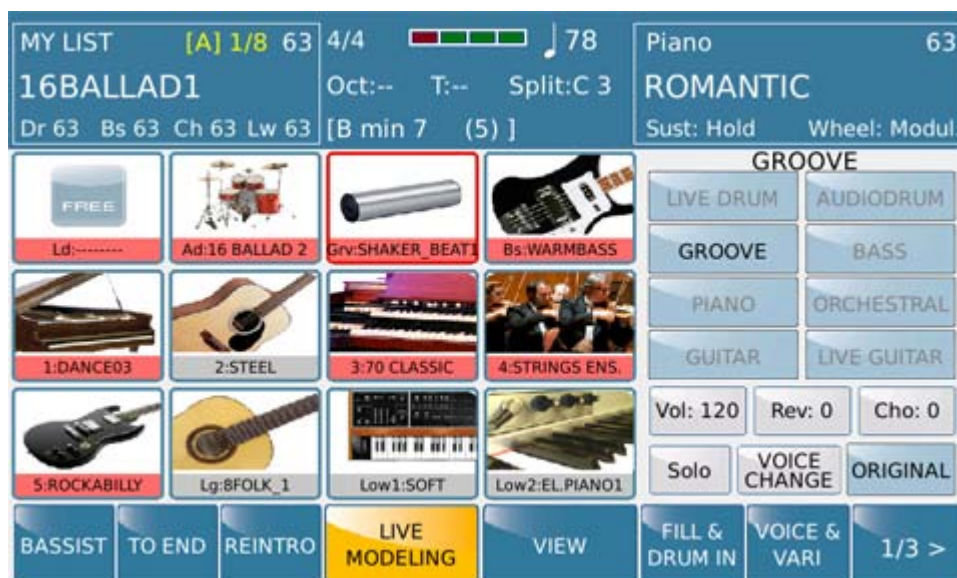 MY LIST [A] 1/8 63
16BALLAD1
Dr 63 Bs 63 Ch 63 Lw 63
4/4 78
Oct:-- T:-- Split:C 3
[B min 7 (5) ]
Piano 63
ROMANTIC
Sust: Hold Wheel: Modul.
FREE
Ld:--------
Ad:16 BALLAD 2
Grv:SHAKER_BEAT1
Bs:WARMBASS
1:DANCE03
2:STEEL
3:70 CLASSIC
4:STRINGS ENS.
5:ROCKABILLY
Lg:8FOLK_1
Low1:SOFT
Low2:EL.PIANO1
GROOVE
LIVE DRUM AUDIODRUM
GROOVE BASS
PIANO ORCHESTRAL
GUITAR LIVE GUITAR
Vol: 120 Rev: 0 Cho: 0
Solo
VOICE
CHANGE
ORIGINAL
BASSIST
TO END
REINTRO
LIVE
MODELING
VIEW
FILL &
DRUM IN
VOICE &
VARI
1/3 >